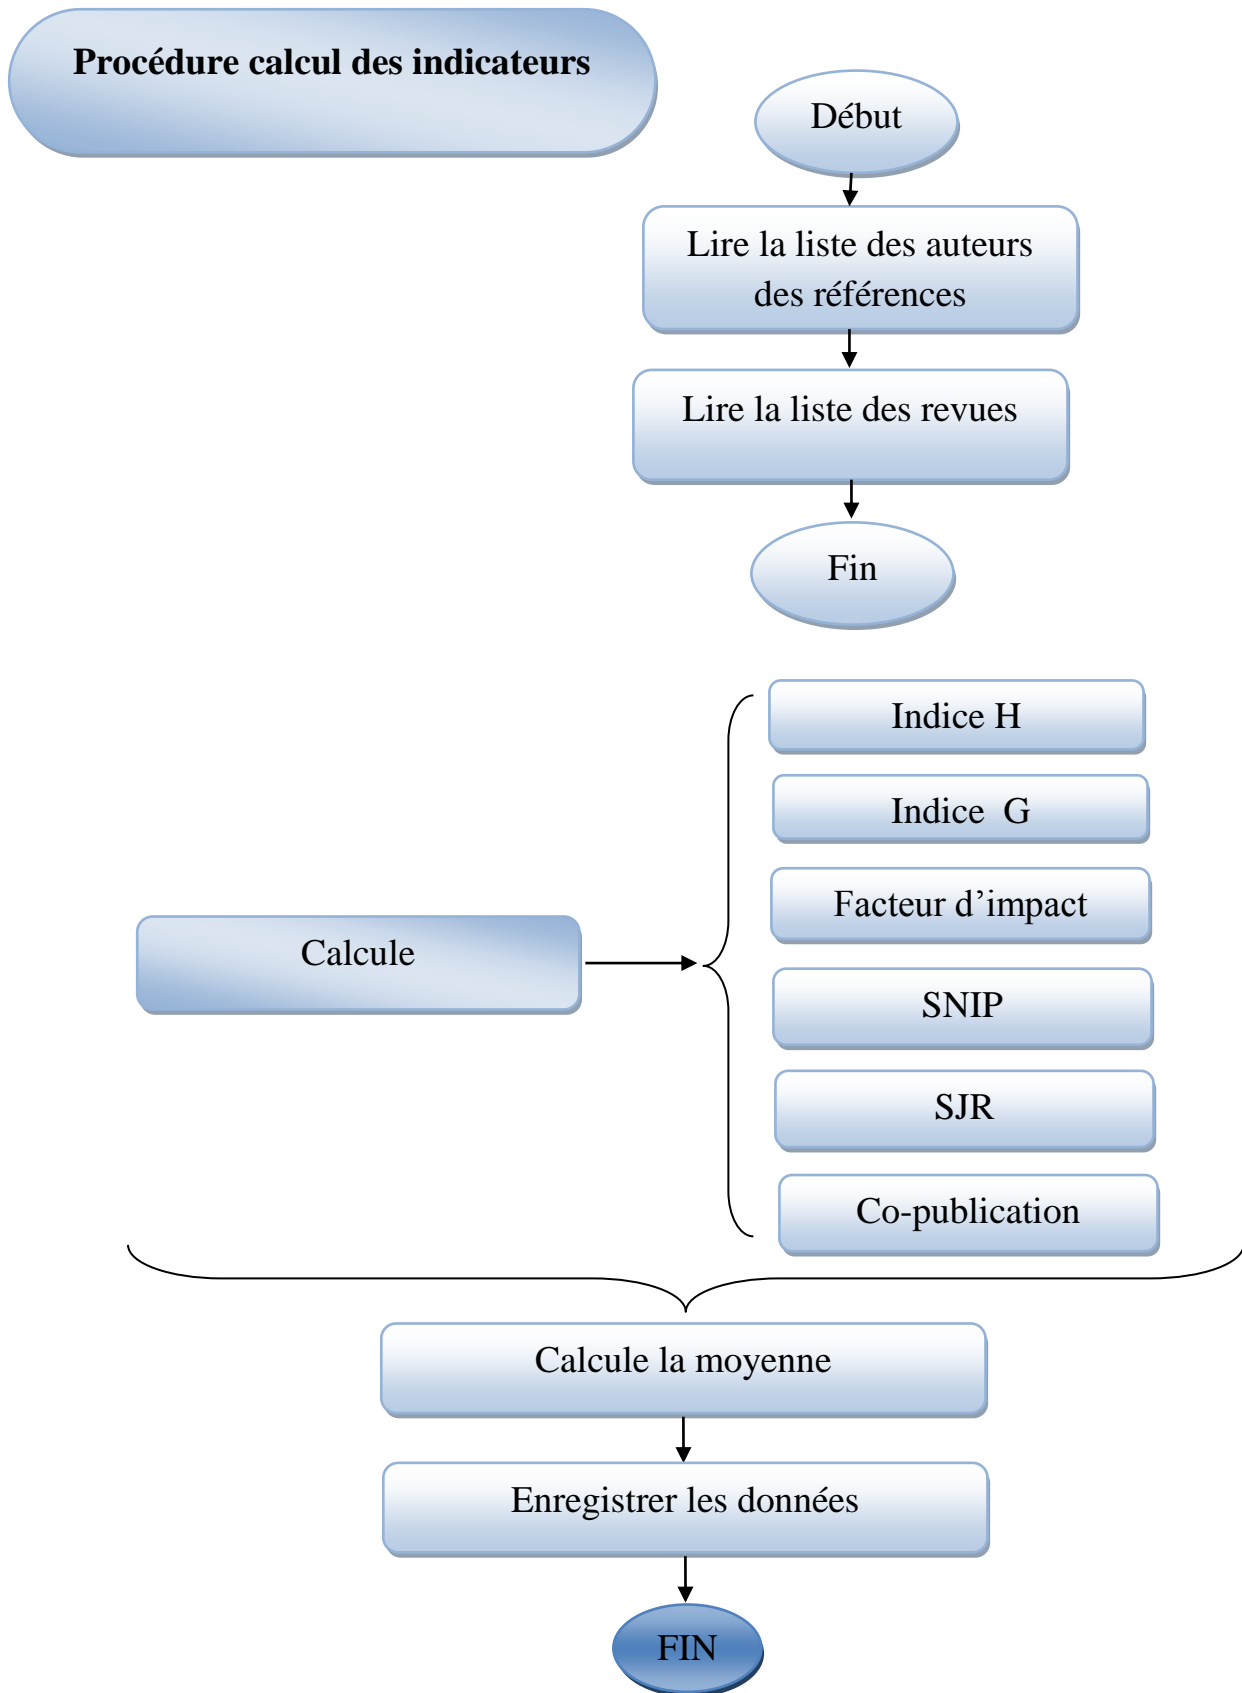 Procédure calcul des indicateurs
Début
Lire la liste des auteurs
des références
Lire la liste des revues
Fin
Indice H
Indice  G
Facteur d’impact
Calcule
SNIP
SJR
Co-publication
Calcule la moyenne
Enregistrer les données
FIN